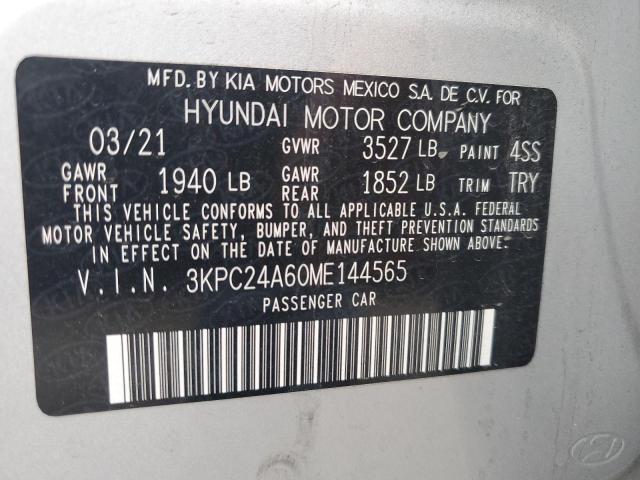 MFD. BY KIA MOTORS MEXICO S.A. DE C.V. FOR
HYUNDAI MOTOR COMPANY
03/21 GVWR 3527 LB PAINT 4SS
GAWR FRONT 1940 LB GAWR REAR 1852 LB TRIM TRY
THIS VEHICLE CONFORMS TO ALL APPLICABLE U.S.A. FEDERAL
MOTOR VEHICLE SAFETY, BUMPER, AND THEFT PREVENTION STANDARDS
IN EFFECT ON THE DATE OF MANUFACTURE SHOWN ABOVE.
V.I.N. 3KPC24A60ME144565
PASSENGER CAR